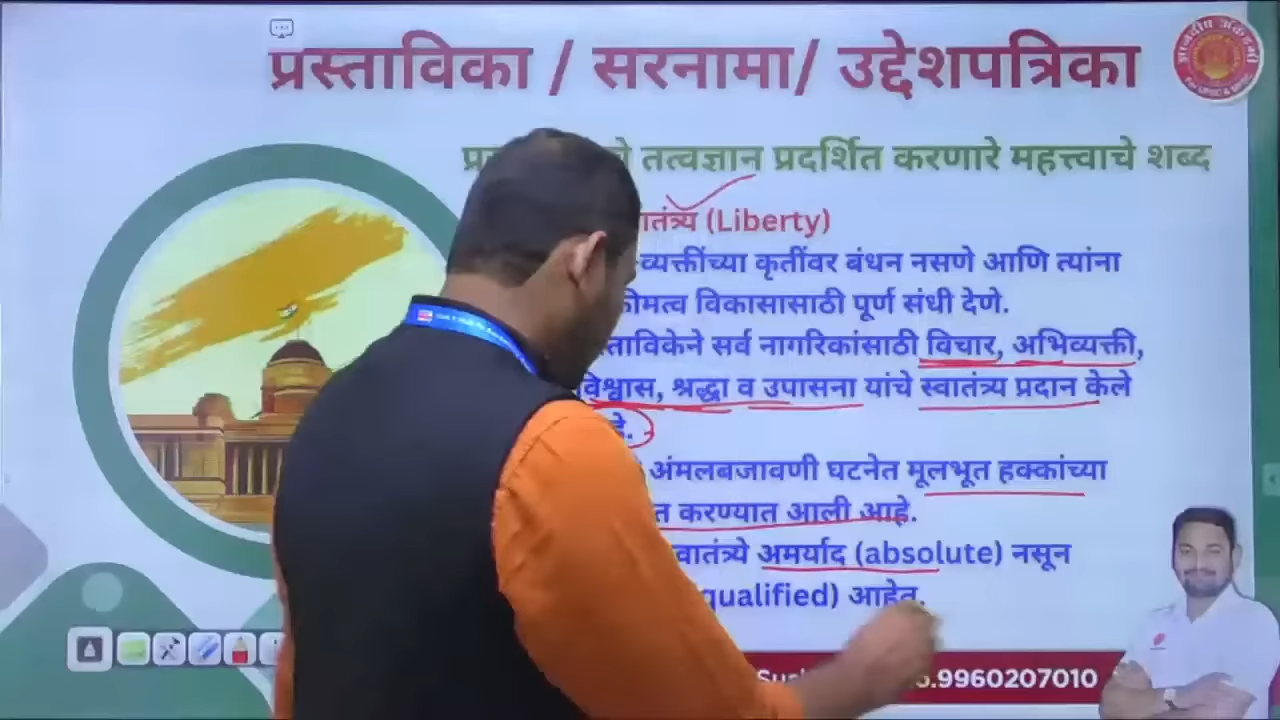 प्रस्ताविका / सरनामा/ उद्देशपत्रिका
तत्वज्ञान प्रदर्शित करणारे महत्त्वाचे शब्द
(Liberty)
व्यक्तींच्या कृतींवर बंधन नसणे आणि त्यांना
विकासासाठी पूर्ण संधी देणे.
सर्व नागरिकांसाठी विचार, अभिव्यक्ती,
विश्वास, श्रद्धा व उपासना यांचे स्वातंत्र्य प्रदान केले
अंमलबजावणी घटनेत मूलभूत हक्कांच्या
करण्यात आली आहे.
अमर्याद (absolute) नसून
qualified) आहेत.
9960207010